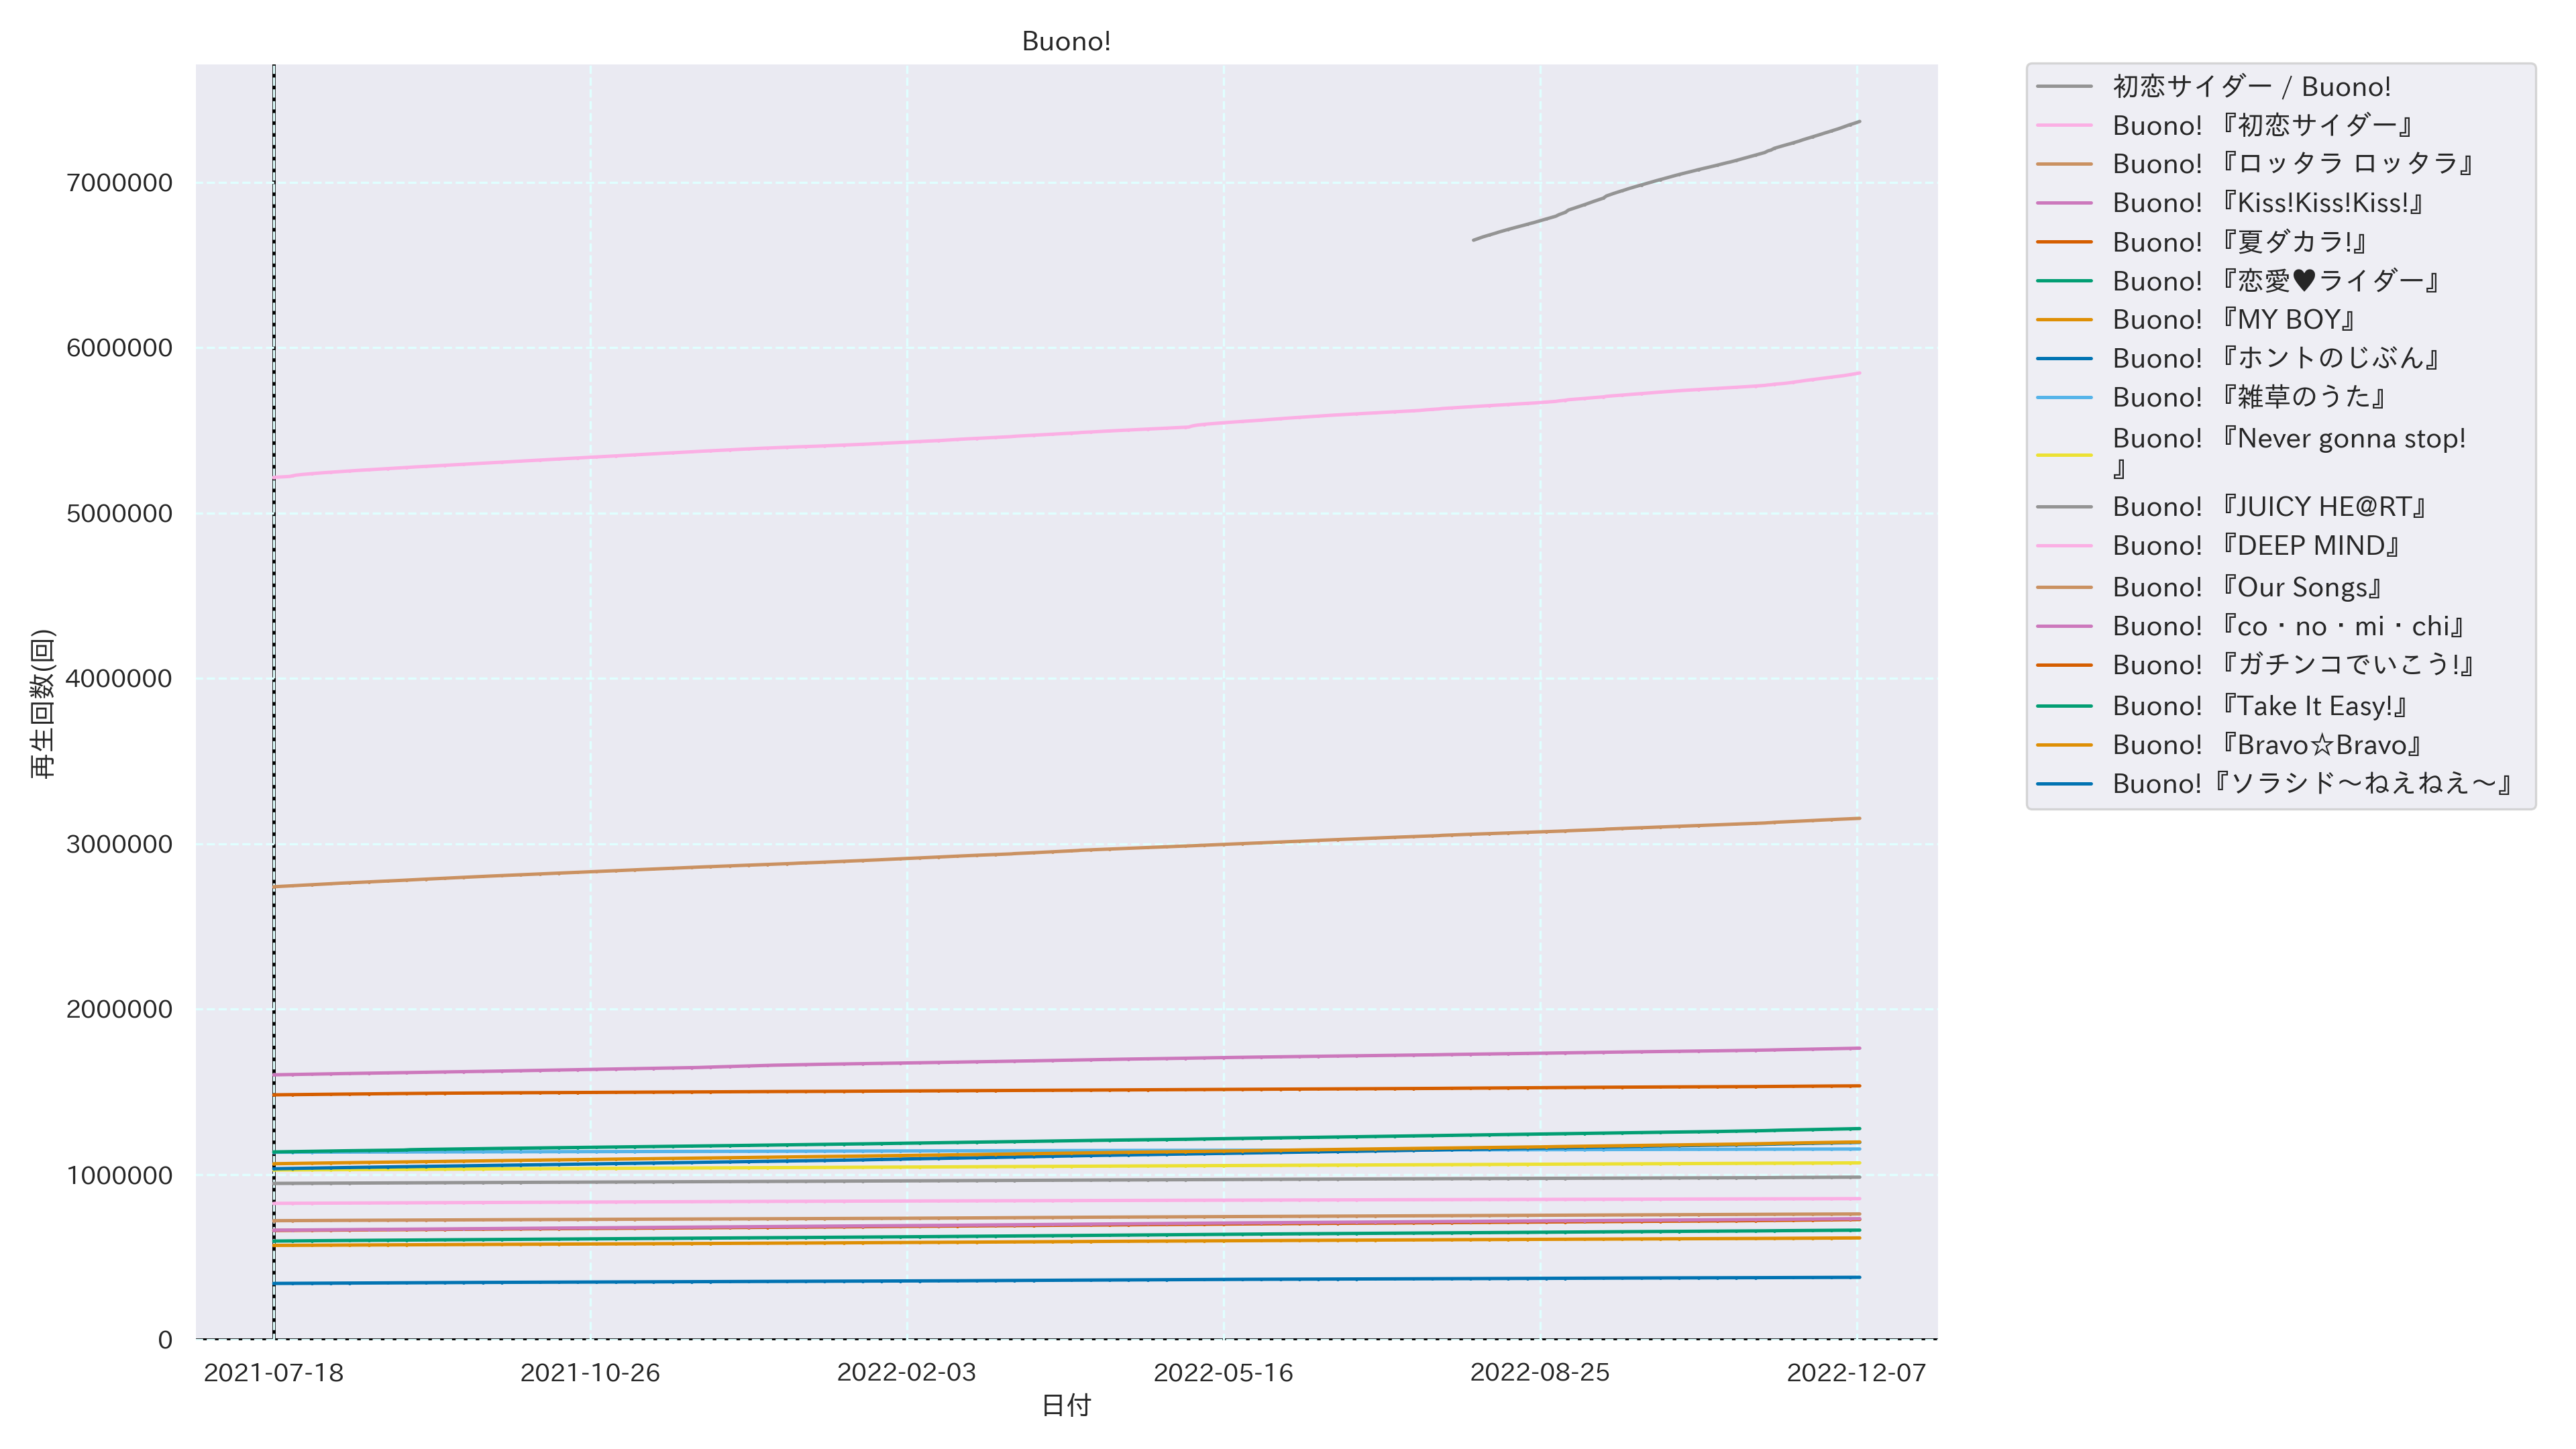 Buono!
再生回数(回)
7000000
6000000
5000000
4000000
3000000
2000000
1000000
0
2021-07-18
2021-10-26
2022-02-03
2022-05-16
2022-08-25
2022-12-07
日付
初恋サイダー / Buono!
Buono! 『初恋サイダー』
Buono! 『ロッタラ ロッタラ』
Buono! 『Kiss!Kiss!Kiss!』
Buono! 『夏ダカラ!』
Buono! 『恋愛♥ライダー』
Buono! 『MY BOY』
Buono! 『ホントのじぶん』
Buono! 『雑草のうた』
Buono! 『Never gonna stop!
』
Buono! 『JUICY HE@RT』
Buono! 『DEEP MIND』
Buono! 『Our Songs』
Buono! 『co・no・mi・chi』
Buono! 『ガチンコでいこう!』
Buono! 『Take It Easy!』
Buono! 『Bravo☆Bravo』
Buono!『ソラシド〜ねえねえ〜』